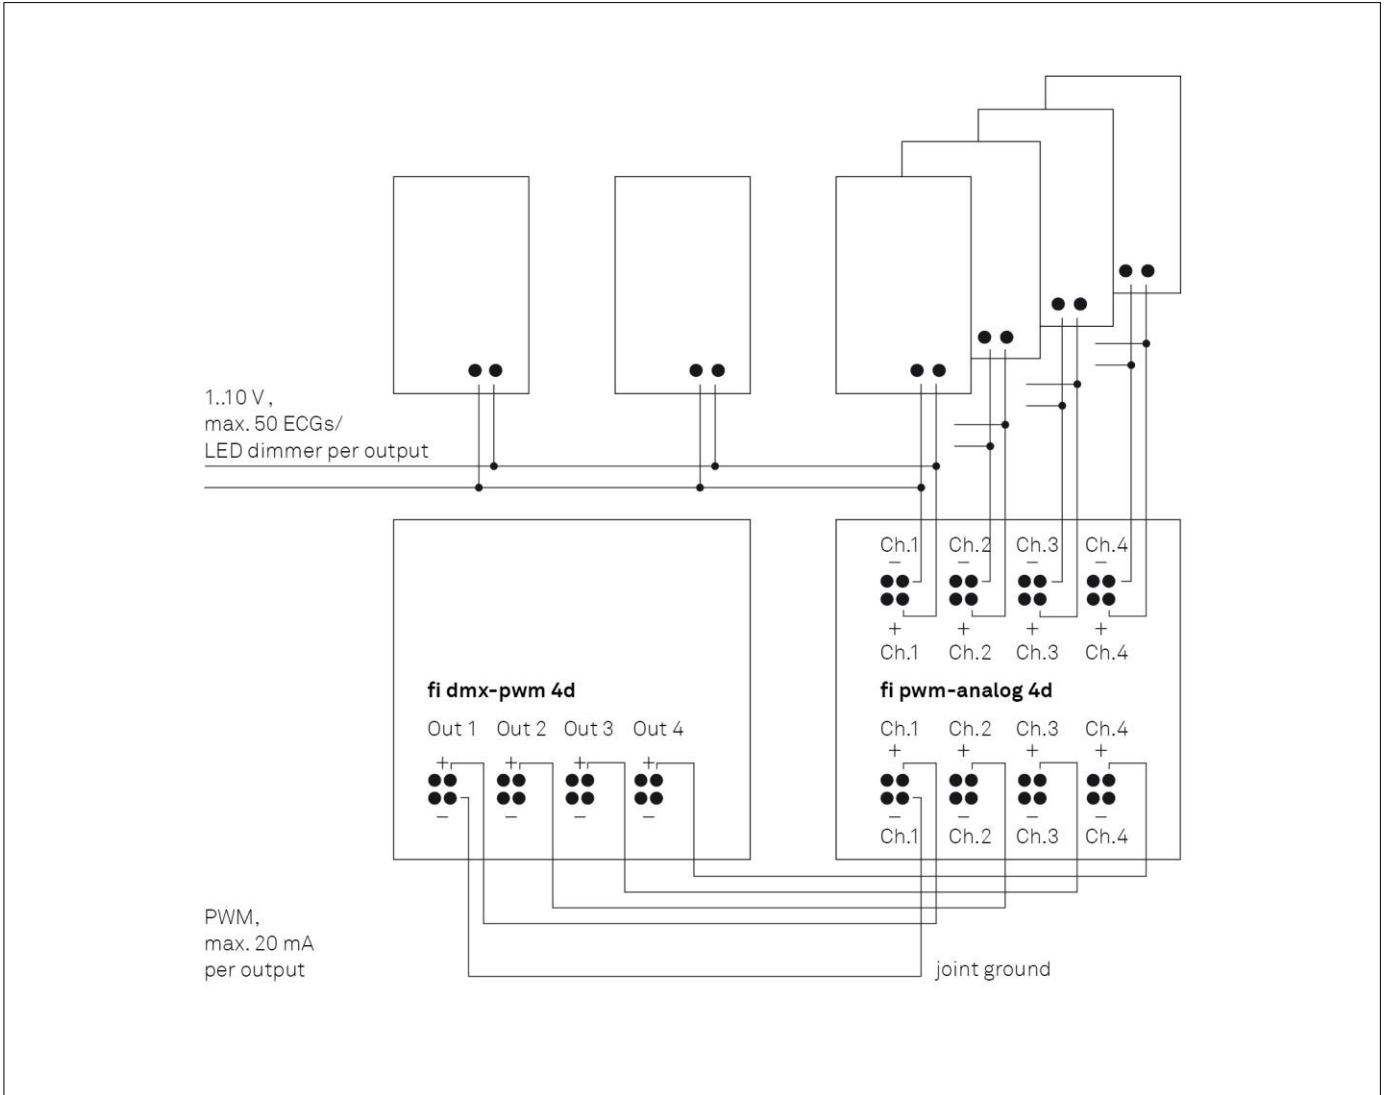 1..10 V,
max. 50 ECGs/
LED dimmer per output
Ch.1 Ch.2 Ch.3 Ch.4
– – – –
+ + + +
Ch.1 Ch.2 Ch.3 Ch.4
fi dmx-pwm 4d
Out 1 Out 2 Out 3 Out 4
+ + + +
– – – –
fi pwm-analog 4d
Ch.1 Ch.2 Ch.3 Ch.4
+ + + +
– – – –
Ch.1 Ch.2 Ch.3 Ch.4
PWM,
max. 20 mA
per output
joint ground